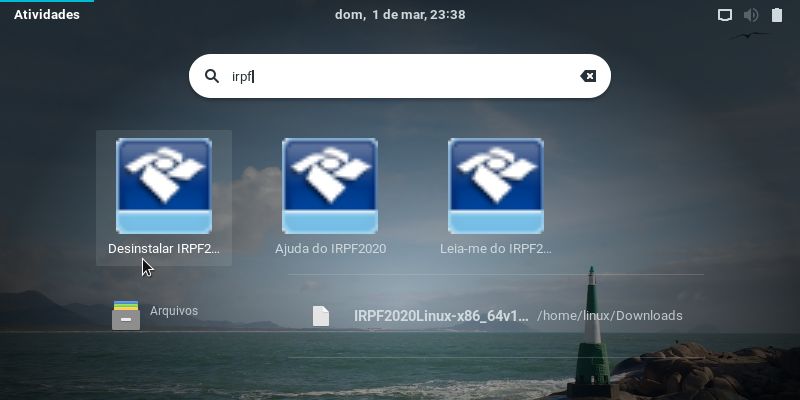 Atividades
dom, 1 de mar, 23:38
irpf
Desinstalar IRPF2...
Ajuda do IRPF2020
Leia-me do IRPF2...
Arquivos
IRPF2020Linux-x86_64v1...
/home/linux/Downloads